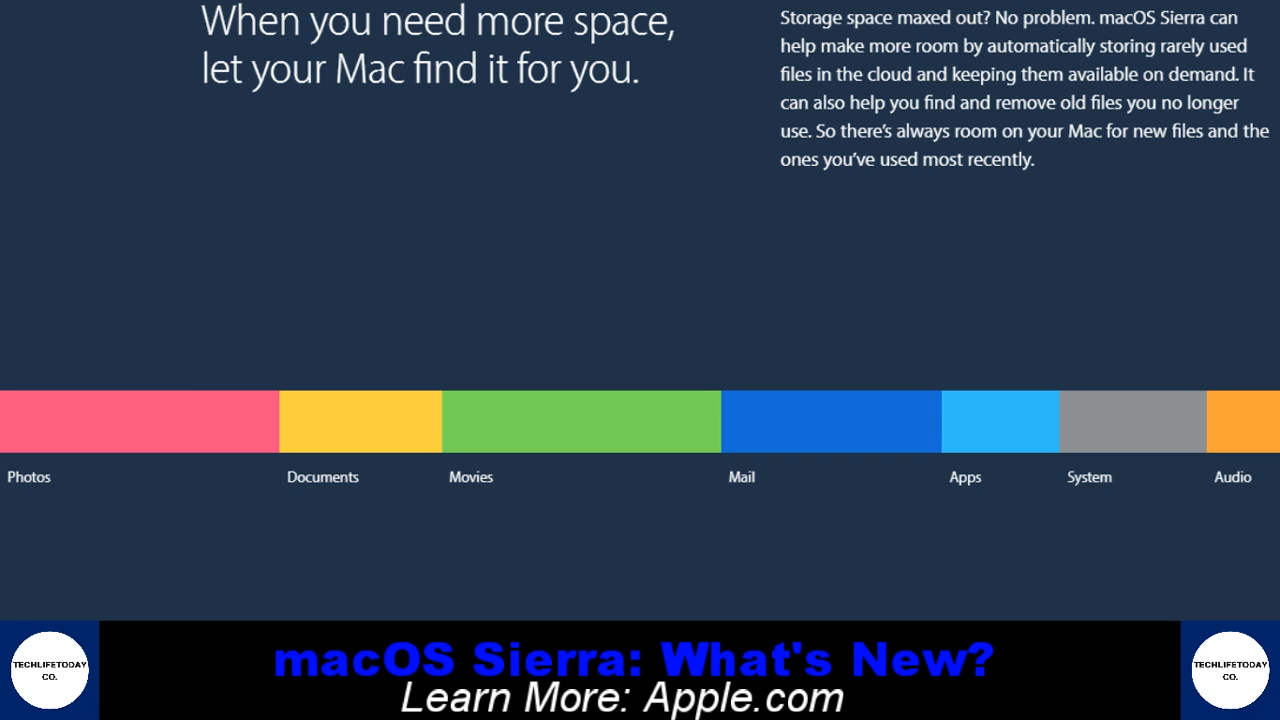 When you need more space,
let your Mac find it for you.
Storage space maxed out? No problem. macOS Sierra can
help make more room by automatically storing rarely used
files in the cloud and keeping them available on demand. It
can also help you find and remove old files you no longer
use. So there's always room on your Mac for new files and the
ones you've used most recently.
Photos
Documents
Movies
Mail
Apps
System
Audio
TECHLIFETODAY
CO.
macOS Sierra: What's New?
Learn More: Apple.com
TECHLIFETODAY
CO.